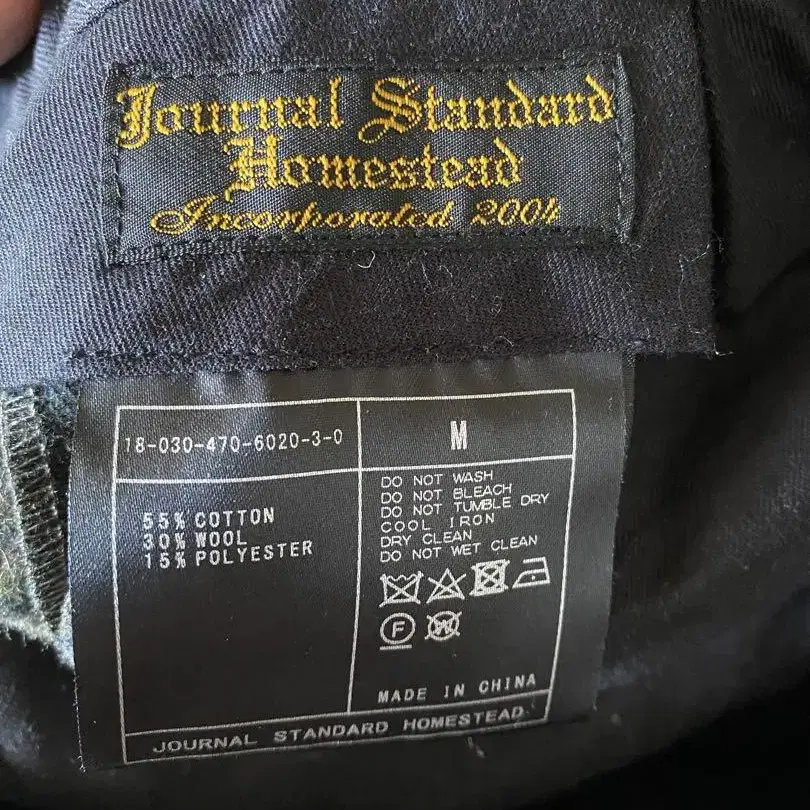 Journal Standard
Homestead
Incorporated 2004
18-030-470-6020-3-0
M
55% COTTON
30% WOOL
15% POLYESTER
DO NOT WASH
DO NOT BLEACH
DO NOT TUMBLE DRY
COOL IRON
DRY CLEAN
DO NOT WET CLEAN
F
W
MADE IN CHINA
JOURNAL STANDARD HOMESTEAD